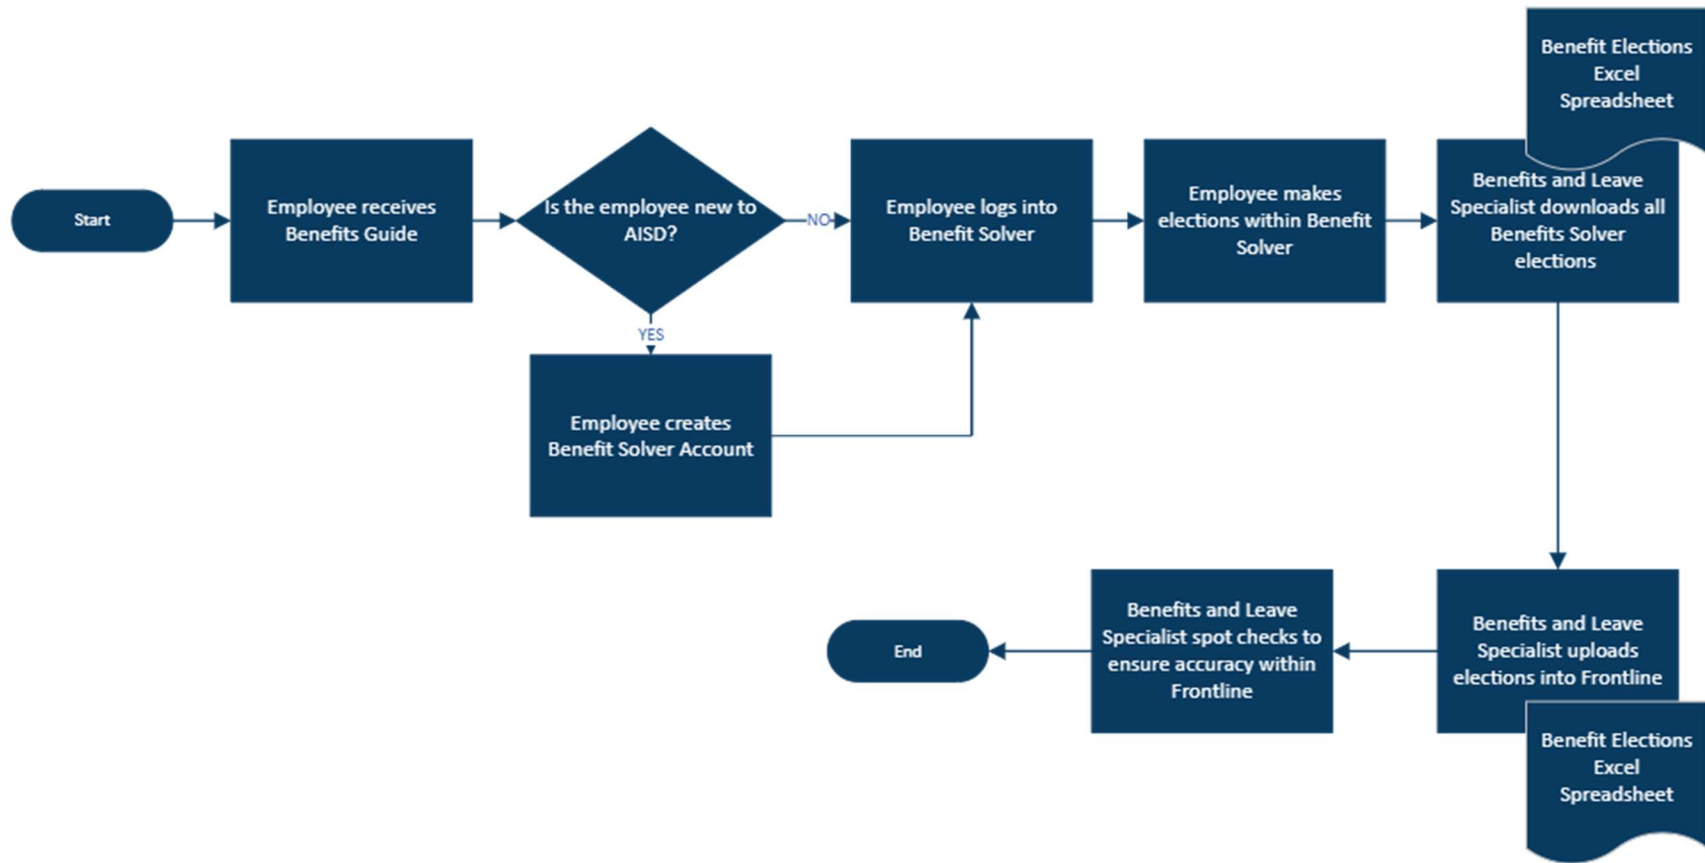 Start
Employee receives
Benefits Guide
Is the employee new to
AISD?
NO
YES
Employee creates
Benefit Solver Account
Employee logs into
Benefit Solver
Employee makes
elections within Benefit
Solver
Benefit Elections
Excel
Spreadsheet
Benefits and Leave
Specialist downloads all
Benefits Solver
elections
Benefits and Leave
Specialist uploads
elections into Frontline
Benefit Elections
Excel
Spreadsheet
Benefits and Leave
Specialist spot checks to
ensure accuracy within
Frontline
End